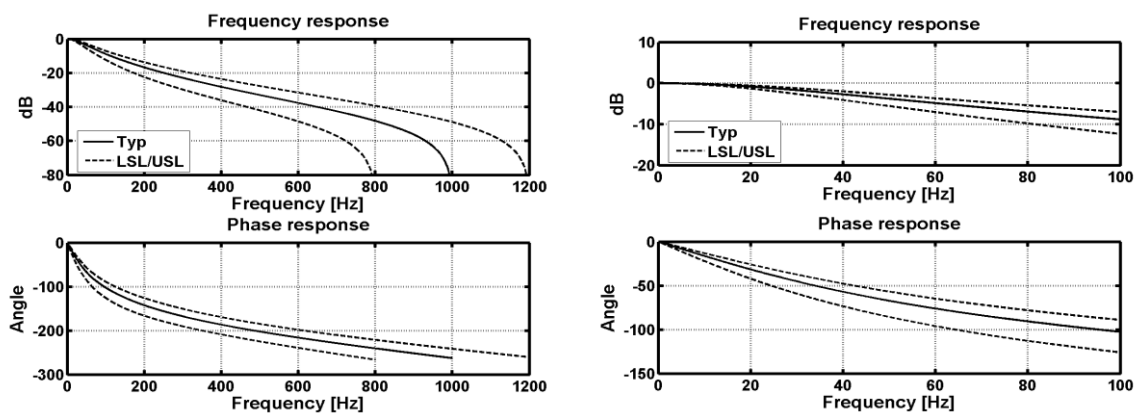 Frequency response
0
-20
-40
-60
-80
dB
Typ
LSL/USL
0 200 400 600 800 1000 1200
Frequency [Hz]
Phase response
0
-100
-200
-300
Angle
0 200 400 600 800 1000 1200
Frequency [Hz]
Frequency response
10
0
-10
-20
dB
Typ
LSL/USL
0 20 40 60 80 100
Frequency [Hz]
Phase response
0
-50
-100
-150
Angle
0 20 40 60 80 100
Frequency [Hz]